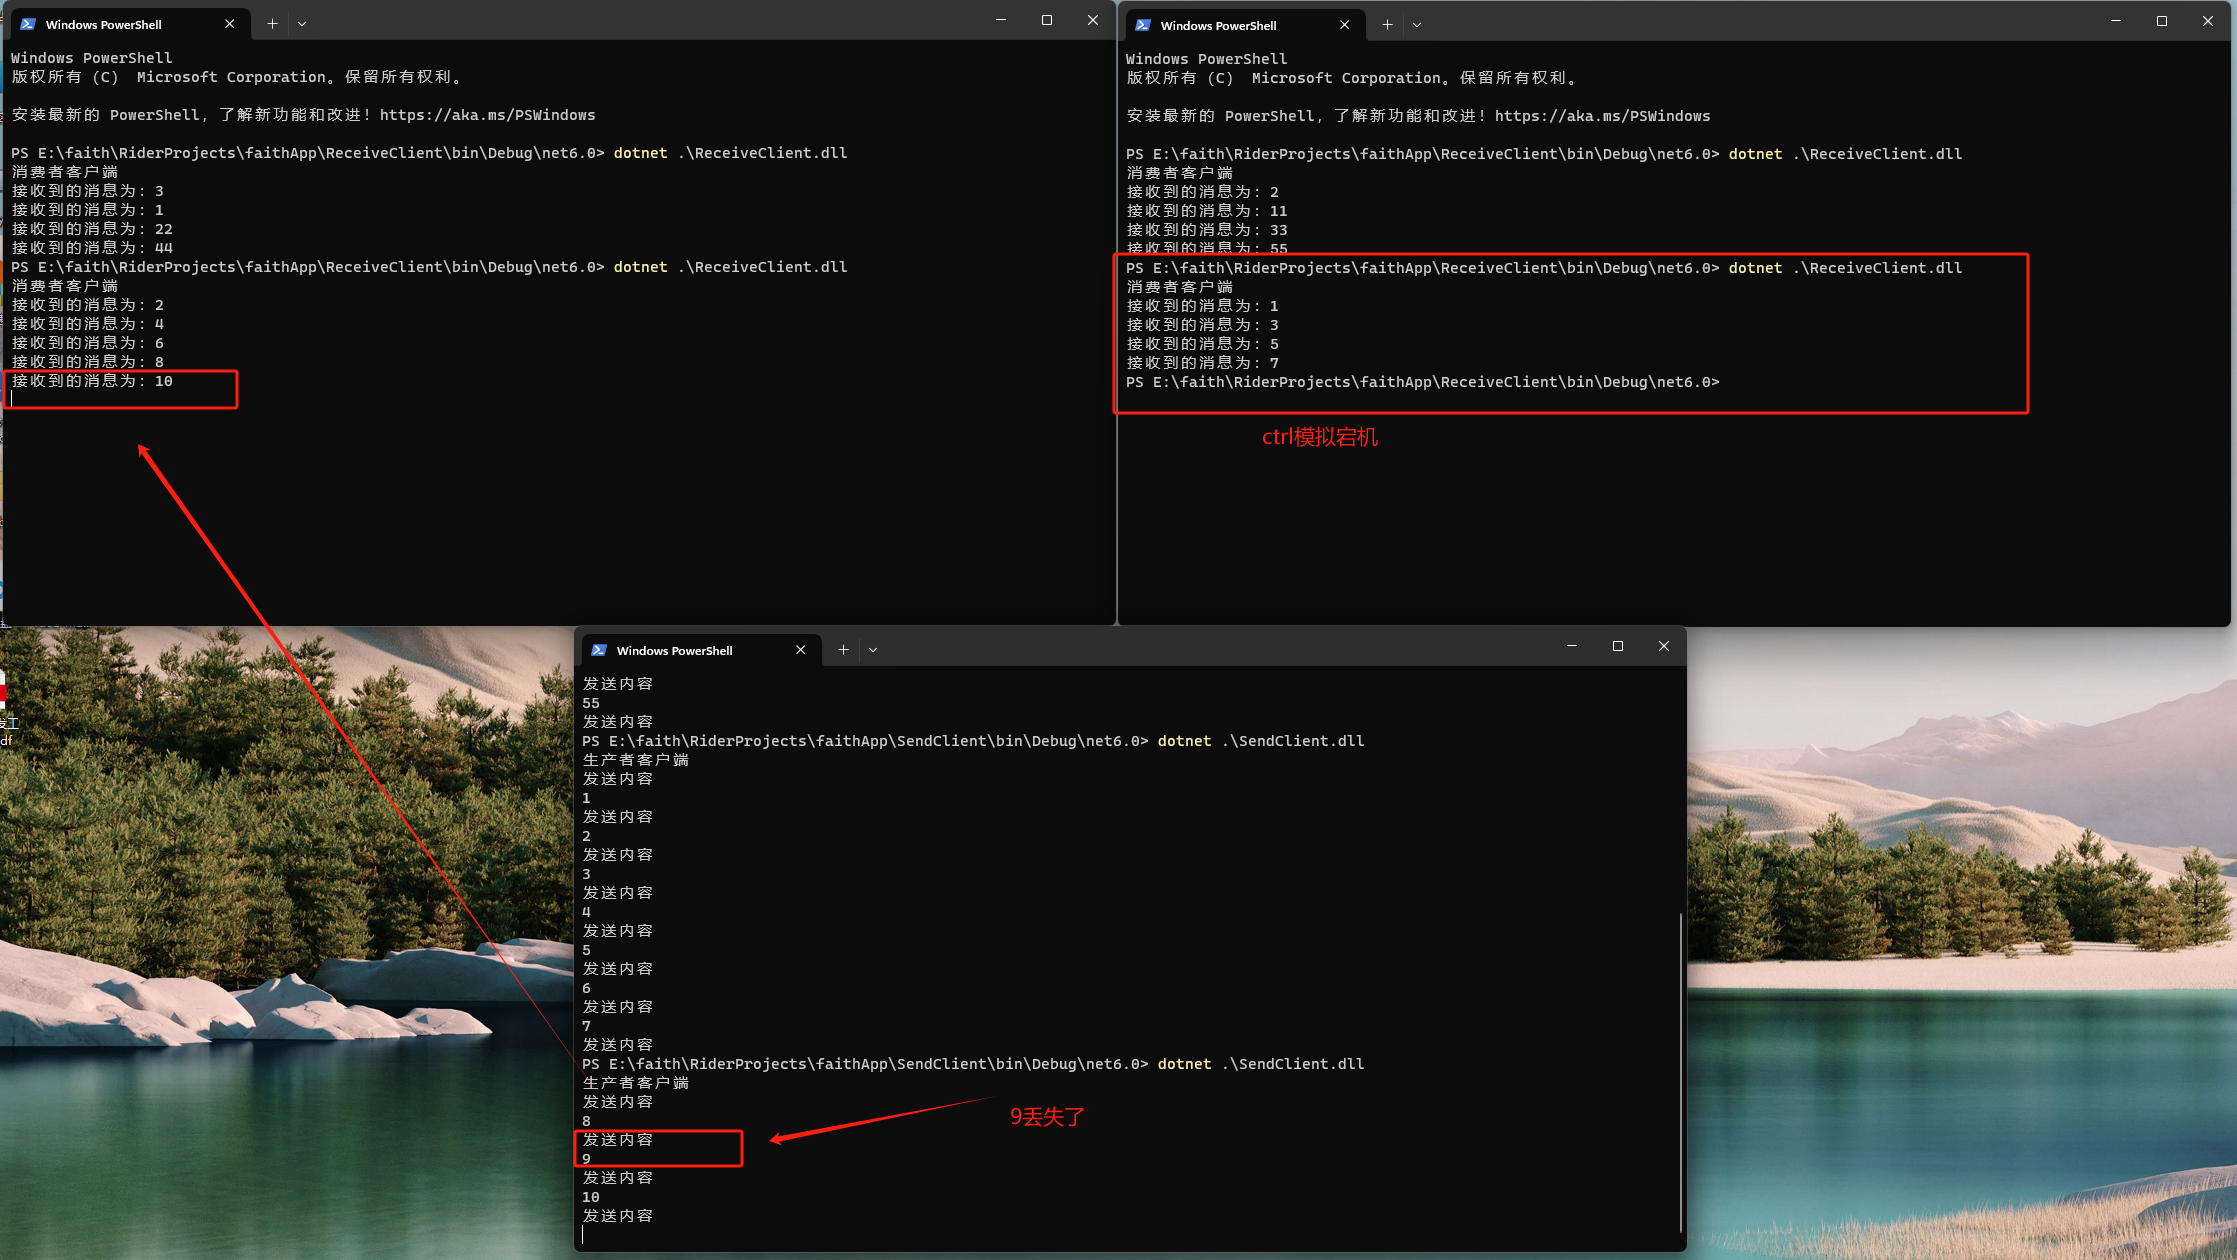 Windows PowerShell
Windows PowerShell
版权所有 (C) Microsoft Corporation。保留所有权利。
安装最新的 PowerShell，了解新功能和改进！https://aka.ms/PSWindows
PS E:\faith\RiderProjects\faithApp\ReceiveClient\bin\Debug\net6.0> dotnet .\ReceiveClient.dll
消费者客户端
接收到的消息为：3
接收到的消息为：1
接收到的消息为：22
接收到的消息为：44
PS E:\faith\RiderProjects\faithApp\ReceiveClient\bin\Debug\net6.0> dotnet .\ReceiveClient.dll
消费者客户端
接收到的消息为：2
接收到的消息为：4
接收到的消息为：6
接收到的消息为：8
接收到的消息为：10
Windows PowerShell
Windows PowerShell
版权所有 (C) Microsoft Corporation。保留所有权利。
安装最新的 PowerShell，了解新功能和改进！https://aka.ms/PSWindows
PS E:\faith\RiderProjects\faithApp\ReceiveClient\bin\Debug\net6.0> dotnet .\ReceiveClient.dll
消费者客户端
接收到的消息为：2
接收到的消息为：11
接收到的消息为：33
接收到的消息为：55
PS E:\faith\RiderProjects\faithApp\ReceiveClient\bin\Debug\net6.0> dotnet .\ReceiveClient.dll
消费者客户端
接收到的消息为：1
接收到的消息为：3
接收到的消息为：5
接收到的消息为：7
PS E:\faith\RiderProjects\faithApp\ReceiveClient\bin\Debug\net6.0>
ctrl模拟宕机
Windows PowerShell
发送内容
55
发送内容
PS E:\faith\RiderProjects\faithApp\SendClient\bin\Debug\net6.0> dotnet .\SendClient.dll
生产者客户端
发送内容
1
发送内容
2
发送内容
3
发送内容
4
发送内容
5
发送内容
6
发送内容
7
发送内容
PS E:\faith\RiderProjects\faithApp\SendClient\bin\Debug\net6.0> dotnet .\SendClient.dll
生产者客户端
发送内容
8
发送内容
9
发送内容
10
发送内容
9丢失了
df